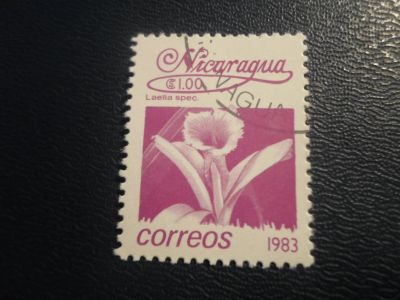 Nicaragua
₡1.00
Laelia spec.
correos 1983